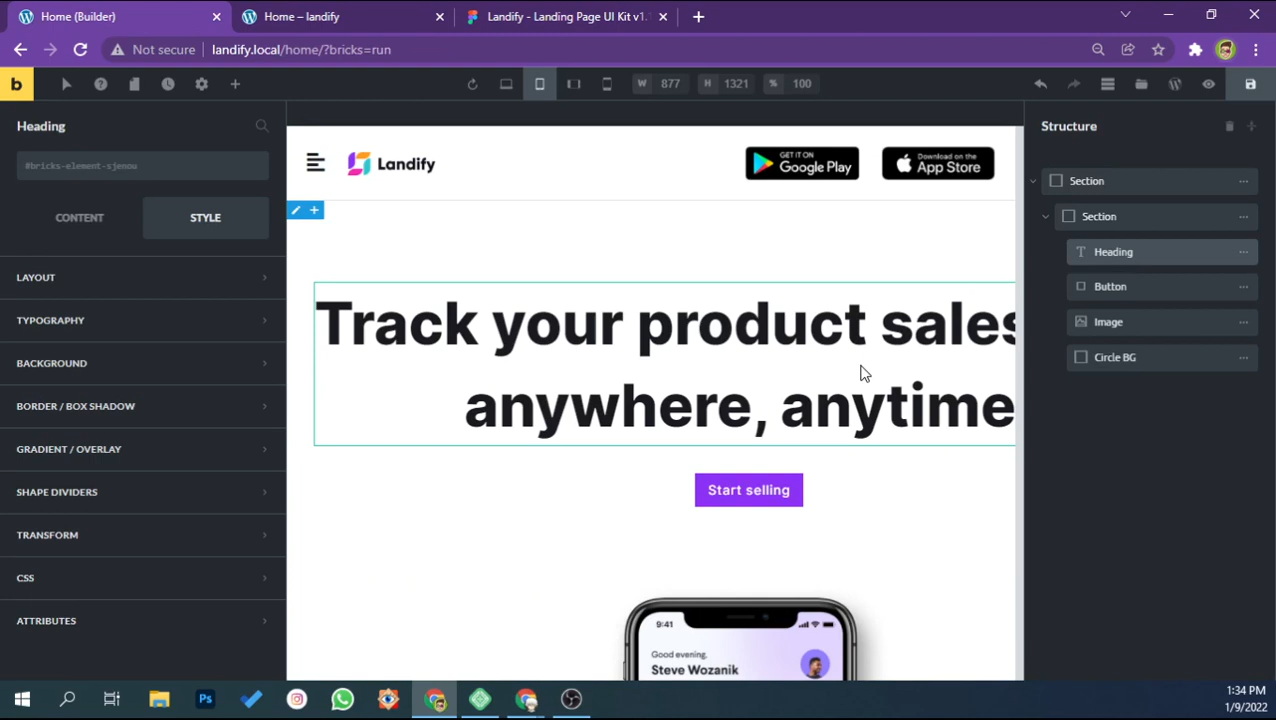 Home (Builder)
Home – landify
Landify - Landing Page UI Kit v1.
Not secure
landify.local/home/?bricks=run
b
W 877 H 1321 % 100
Heading
#bricks-element-sjenou
CONTENT
STYLE
LAYOUT
TYPOGRAPHY
BACKGROUND
BORDER / BOX SHADOW
GRADIENT / OVERLAY
SHAPE DIVIDERS
TRANSFORM
CSS
ATTRIBUTES
Landify
GET IT ON
Google Play
Download on the
App Store
Track your product sales
anywhere, anytime
Start selling
9:41
Good evening.
Steve Wozanik
Structure
Section
Section
Heading
Button
Image
Circle BG
Ps
1:34 PM
1/9/2022